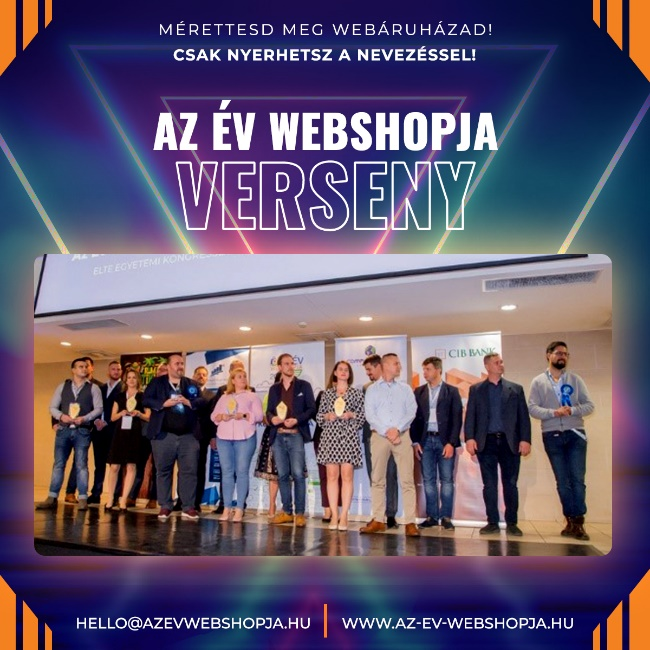 MÉRETTESD MEG WEBÁRUHÁZAD!
CSAK NYERHETSZ A NEVEZÉSSEL!
AZ ÉV WEBSHOPJA
VERSENY
ELTE EGYETEMI KONGRESSZUSI
CIB BANK
HELLO@AZEVWEBSHOPJA.HU | WWW.AZ-EV-WEBSHOPJA.HU